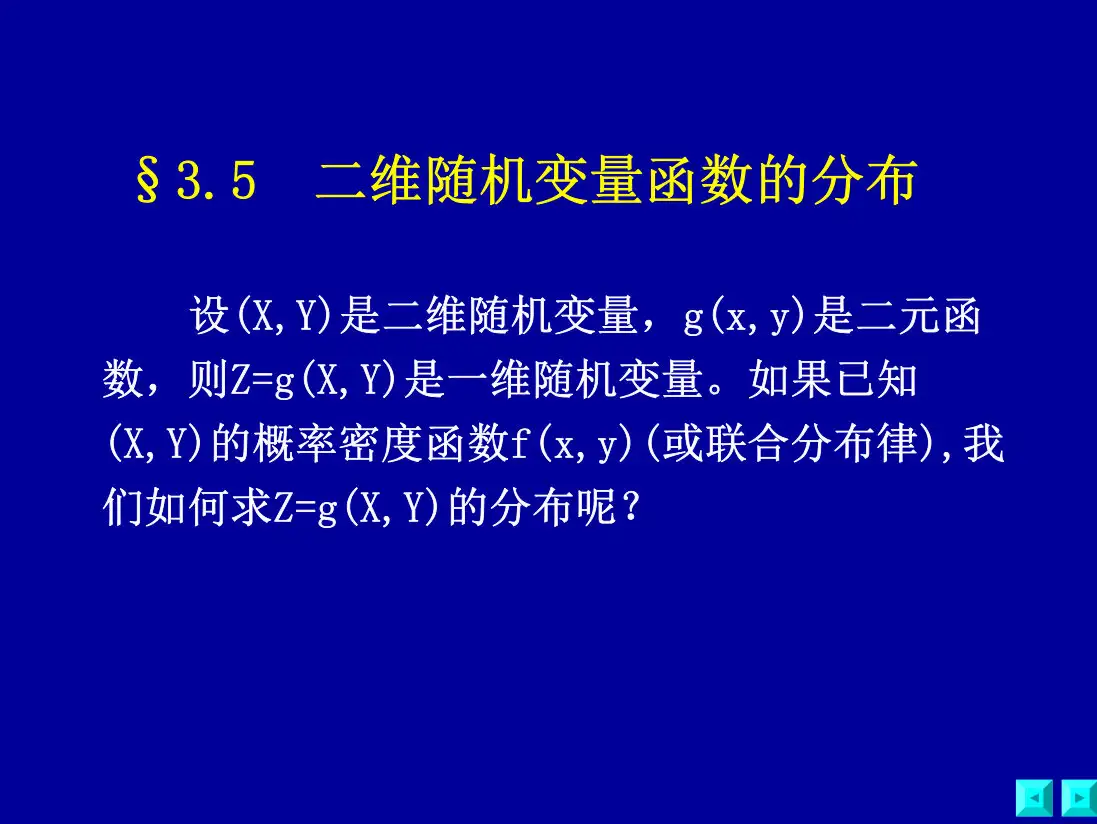 §3.5 二维随机变量函数的分布
设(X,Y)是二维随机变量，g(x,y)是二元函
数，则Z=g(X,Y)是一维随机变量。如果已知
(X,Y)的概率密度函数f(x,y)(或联合分布律),我
们如何求Z=g(X,Y)的分布呢？